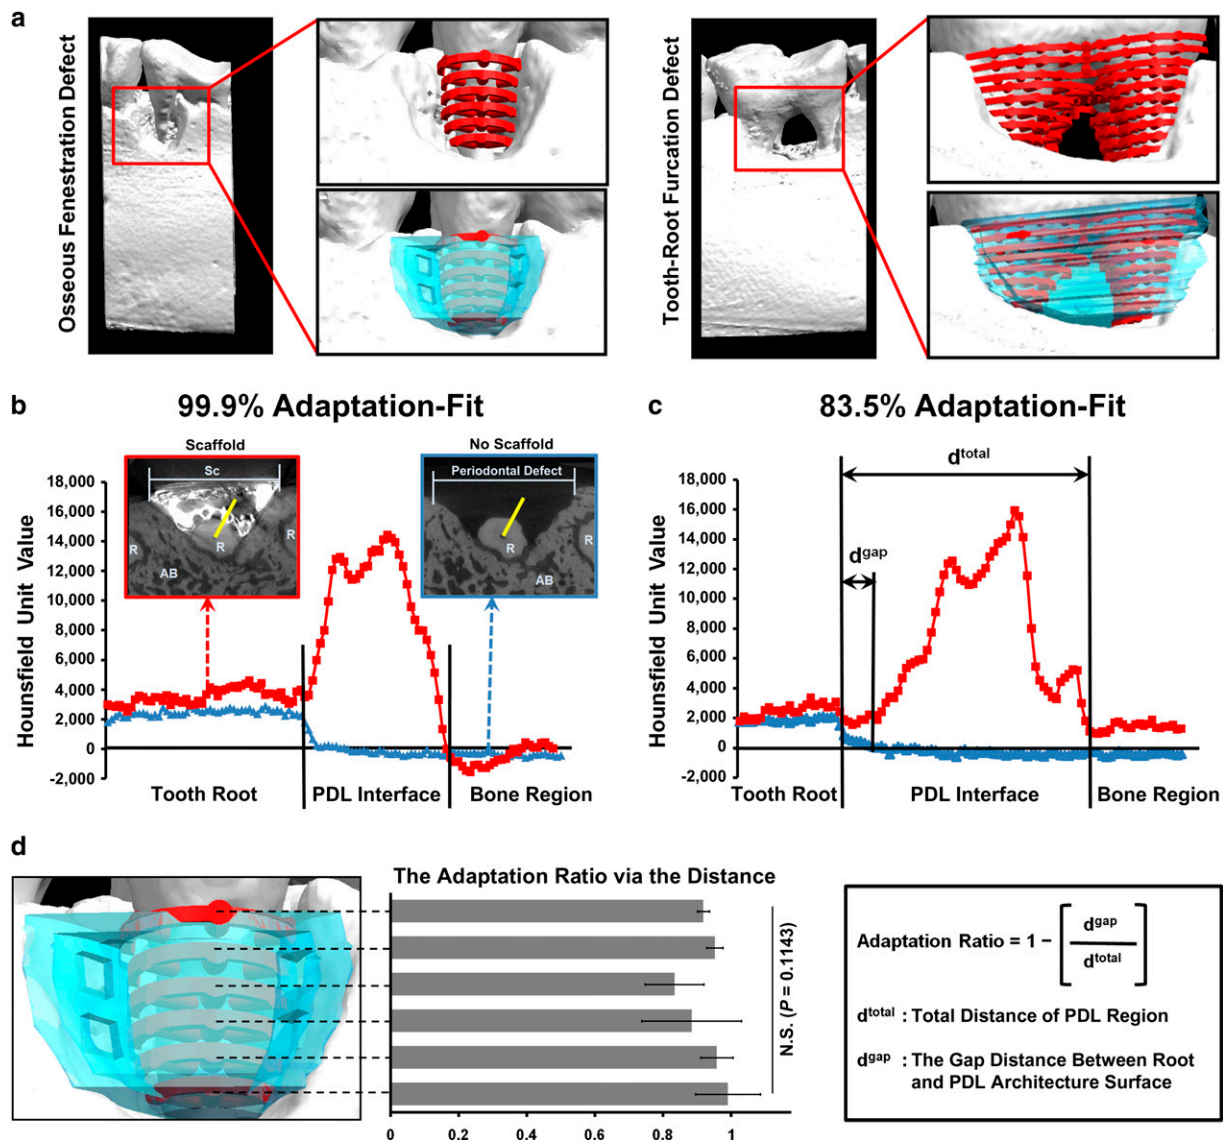 a
Osseous Fenestration Defect
Tooth-Root Furcation Defect
b
99.9% Adaptation-Fit
Scaffold
Sc
R
R
R
AB
No Scaffold
Periodontal Defect
R
R
AB
Hounsfield Unit Value
18,000
16,000
14,000
12,000
10,000
8,000
6,000
4,000
2,000
0
-2,000
Tooth Root
PDL Interface
Bone Region
c
83.5% Adaptation-Fit
d^total
d^gap
Hounsfield Unit Value
18,000
16,000
14,000
12,000
10,000
8,000
6,000
4,000
2,000
0
-2,000
Tooth Root
PDL Interface
Bone Region
d
The Adaptation Ratio via the Distance
N.S. (P = 0.1143)
0
0.2
0.4
0.6
0.8
1
Adaptation Ratio = 1 – [d^gap / d^total]
d^total : Total Distance of PDL Region
d^gap : The Gap Distance Between Root
and PDL Architecture Surface